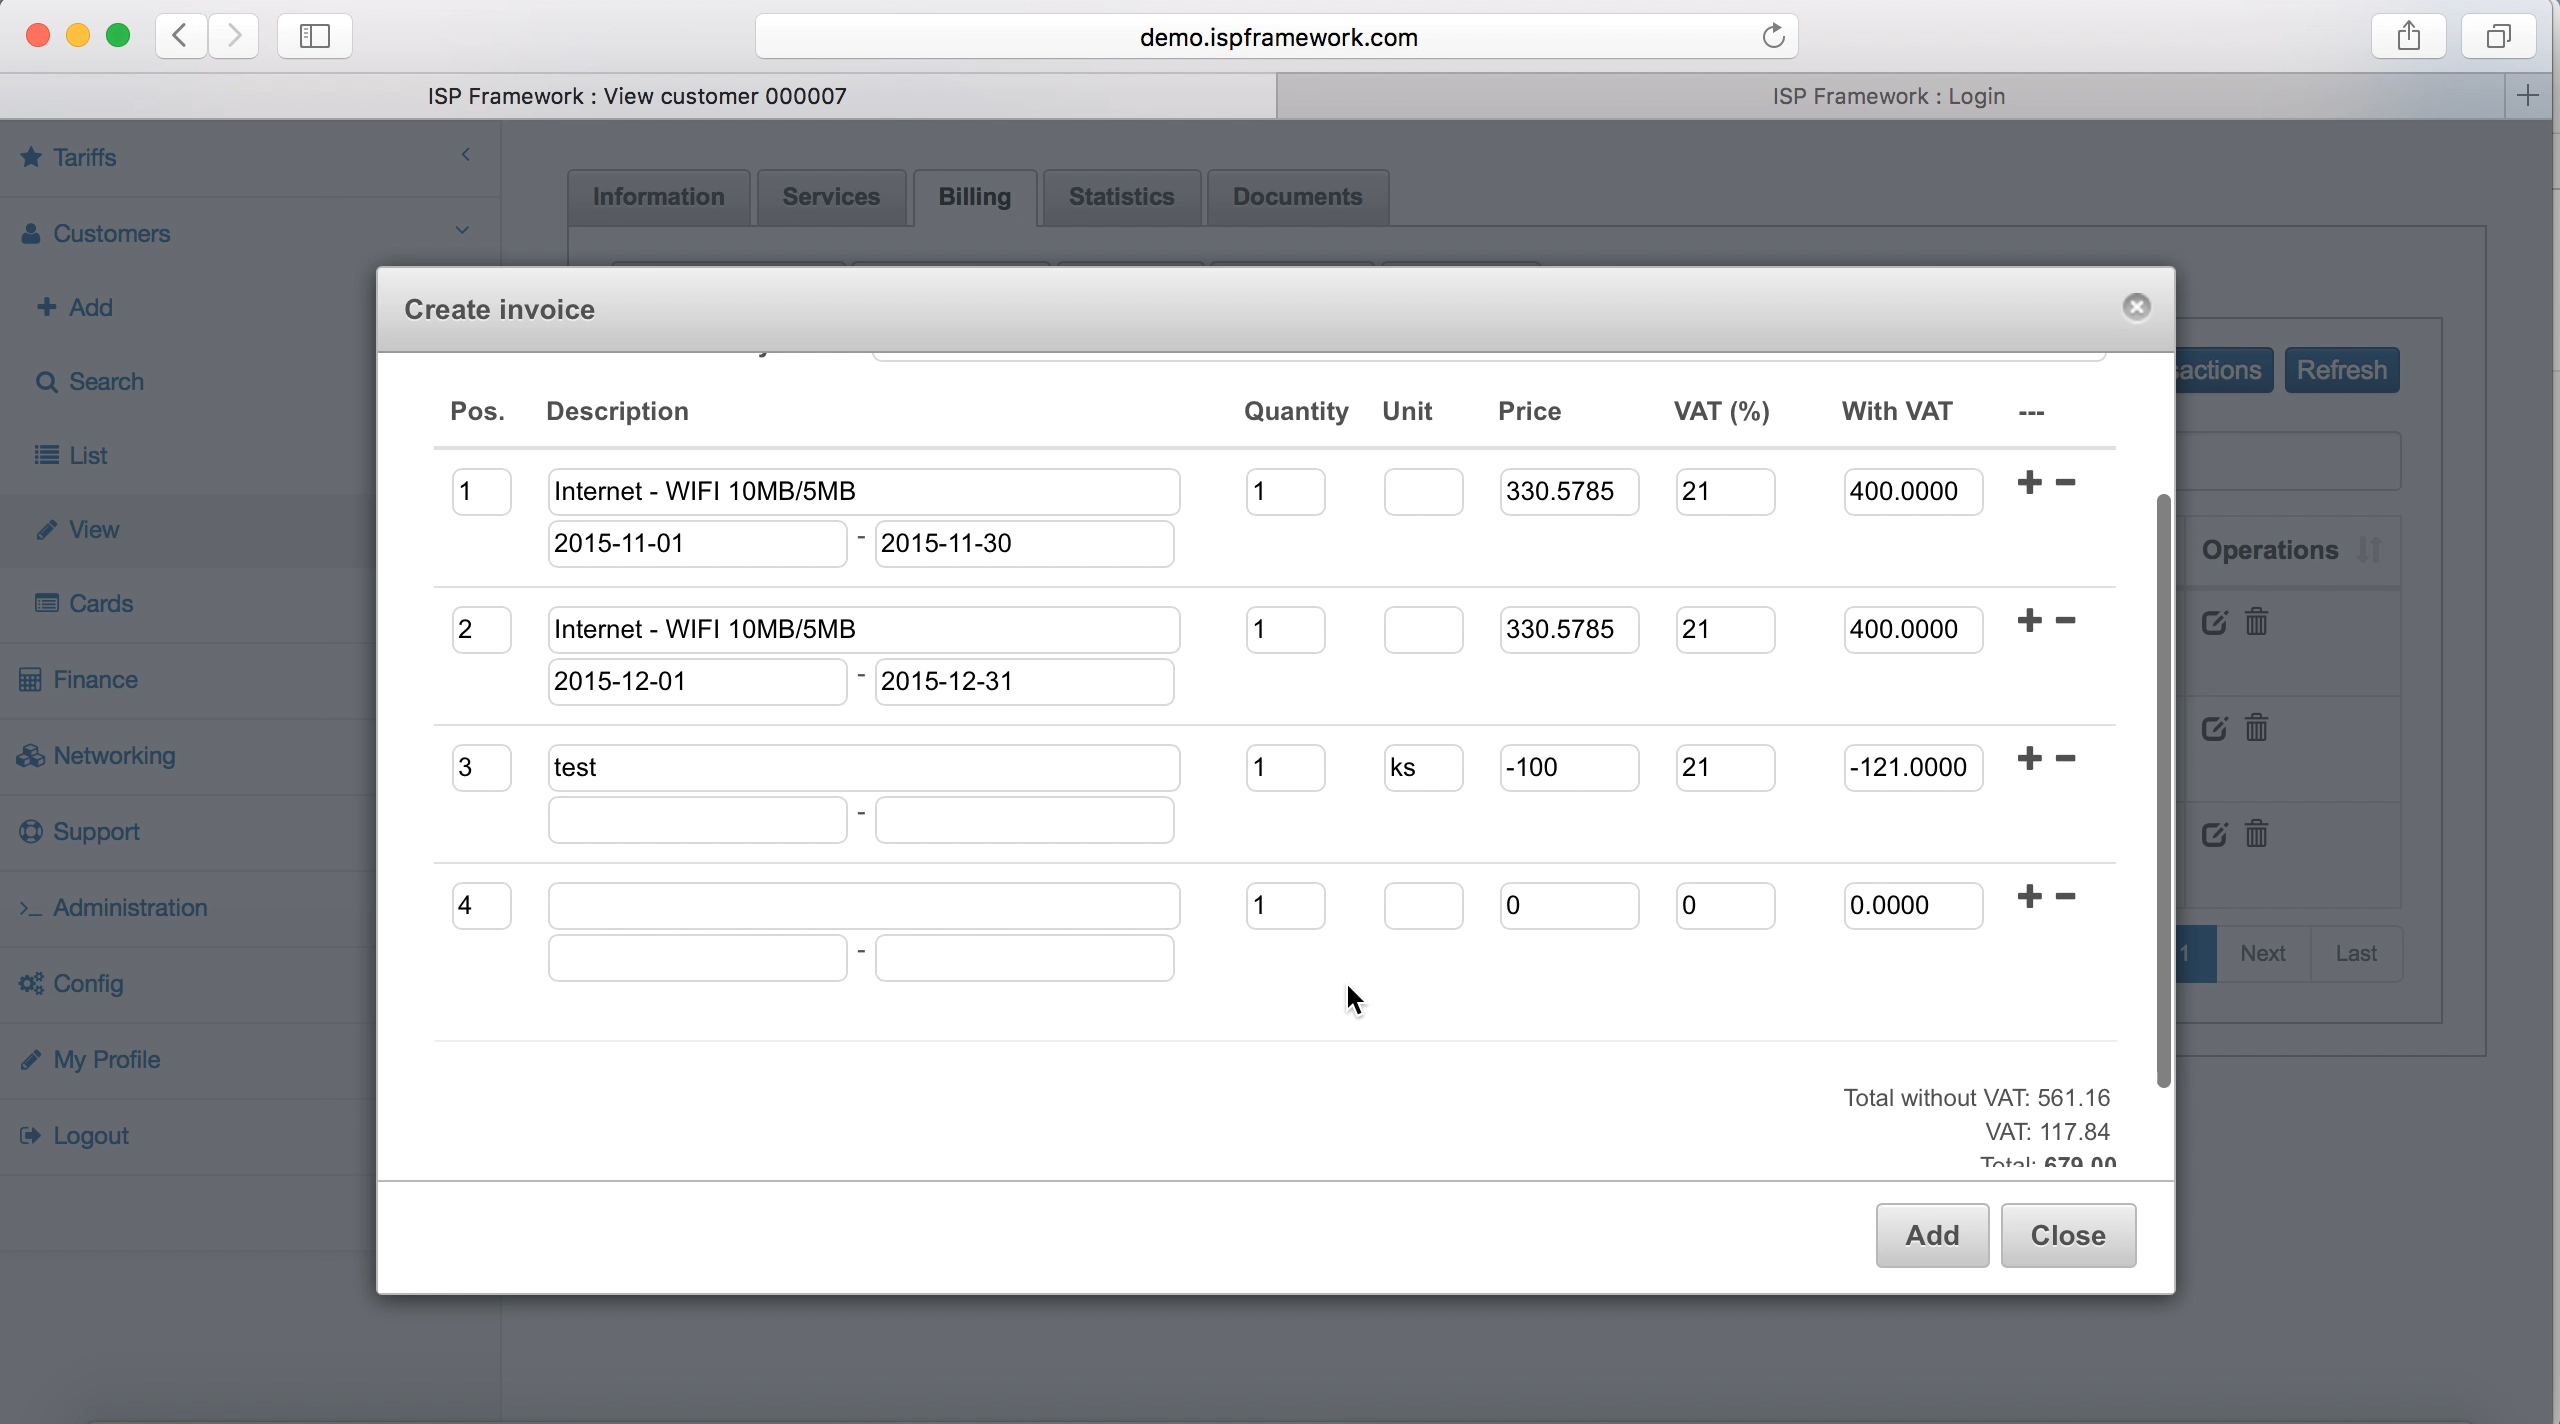 demo.ispframework.com
ISP Framework : View customer 000007
ISP Framework : Login
Tariffs
Customers
Add
Search
List
View
Cards
Finance
Networking
Support
Administration
Config
My Profile
Logout
Information Services Billing Statistics Documents
actions Refresh
Operations
1 Next Last
Create invoice
Pos. Description Quantity Unit Price VAT (%) With VAT ---
1 Internet - WIFI 10MB/5MB 1 330.5785 21 400.0000
2015-11-01 - 2015-11-30
2 Internet - WIFI 10MB/5MB 1 330.5785 21 400.0000
2015-12-01 - 2015-12-31
3 test 1 ks -100 21 -121.0000
-
4 1 0 0 0.0000
-
Total without VAT: 561.16
VAT: 117.84
Total: 679.00
Add Close